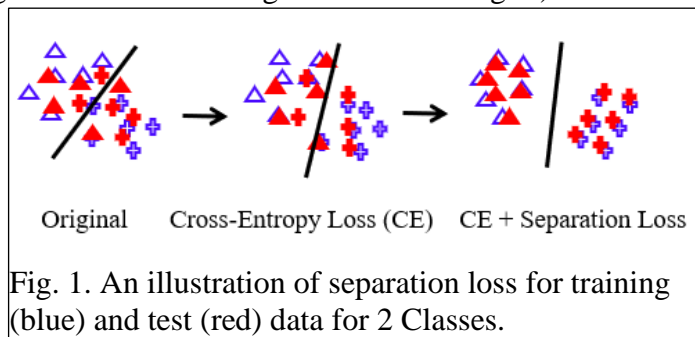 Original Cross-Entropy Loss (CE) CE + Separation Loss
Fig. 1. An illustration of separation loss for training
(blue) and test (red) data for 2 Classes.